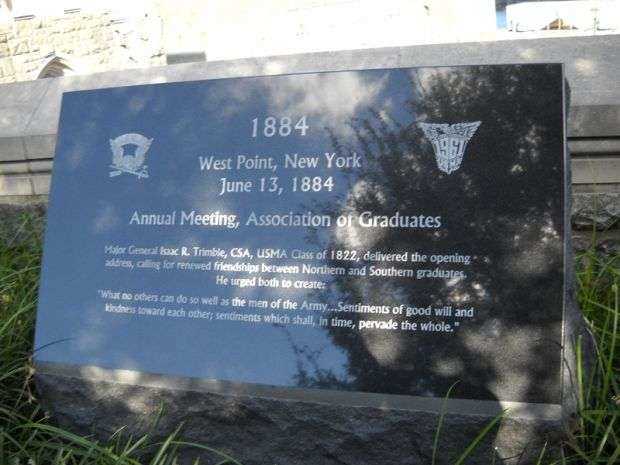 1884
1961
West Point, New York
June 13, 1884
Annual Meeting, Association of Graduates
Major General Isaac R. Trimble, CSA, USMA Class of 1822, delivered the opening
address, calling for renewed friendships between Northern and Southern graduates.
He urged both to create:
"What no others can do so well as the men of the Army...Sentiments of good will and
kindness toward each other; sentiments which shall, in time, pervade the whole."